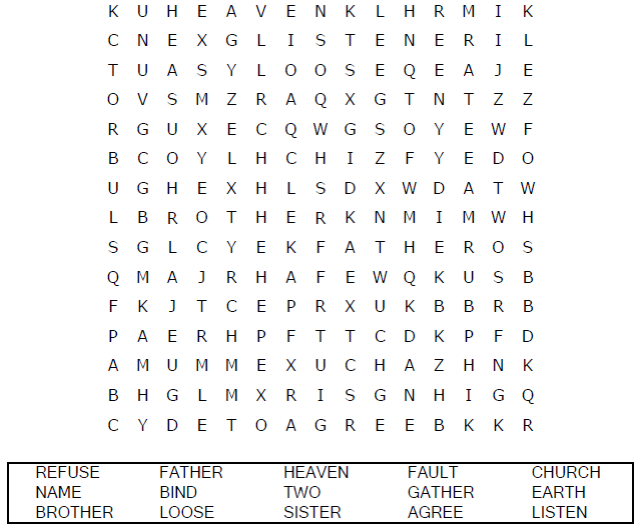 K U H E A V E N K L H R M I K
C N E X G L I S T E N E R I L
T U A S Y L O O S E Q E A J E
O V S M Z R A Q X G T N T Z Z
R G U X E C Q W G S O Y E W F
B C O Y L H C H I Z F Y E D O
U G H E X H L S D X W D A T W
L B R O T H E R K N M I M W H
S G L C Y E K F A T H E R O S
Q M A J R H A F E W Q K U S B
F K J T C E P R X U K B B R B
P A E R H P F T T C D K P F D
A M U M M E X U C H A Z H N K
B H G L M X R I S G N H I G Q
C Y D E T O A G R E E B K K R
REFUSE FATHER HEAVEN FAULT CHURCH
NAME BIND TWO GATHER EARTH
BROTHER LOOSE SISTER AGREE LISTEN